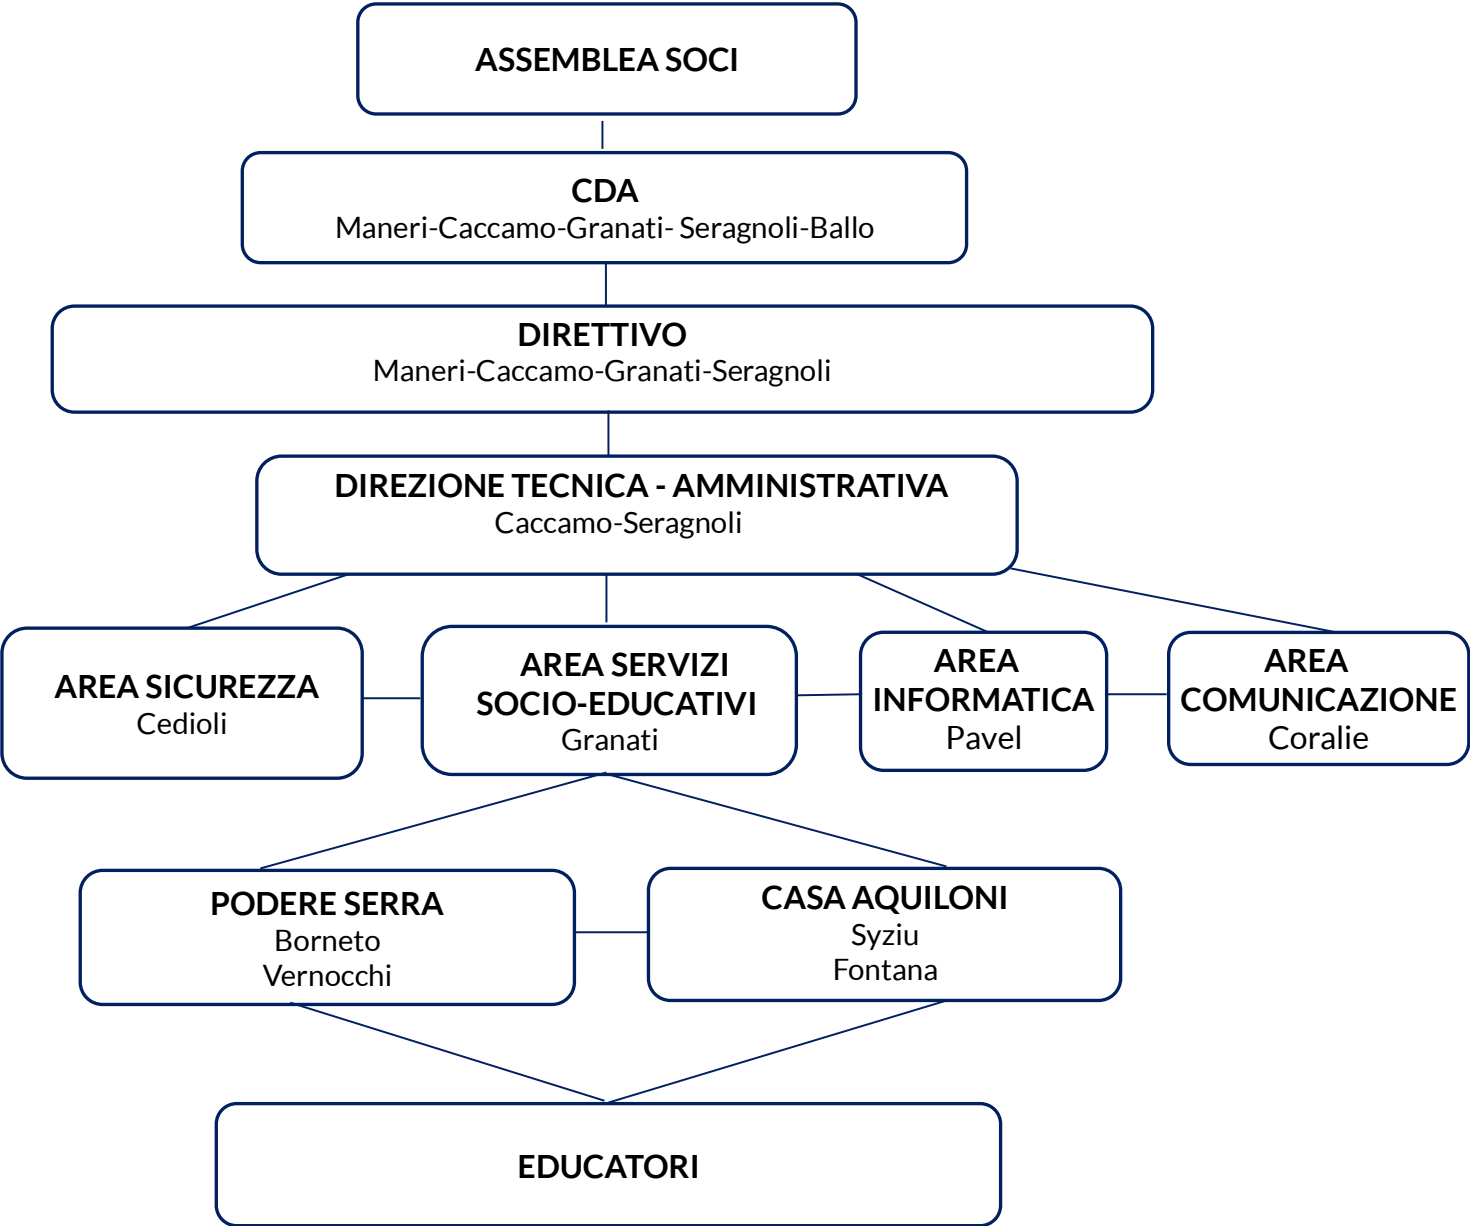 ASSEMBLEA SOCI
CDA
Maneri-Caccamo-Granati- Seragnoli-Ballo
DIRETTIVO
Maneri-Caccamo-Granati-Seragnoli
DIREZIONE TECNICA - AMMINISTRATIVA
Caccamo-Seragnoli
AREA SICUREZZA
Cedioli
AREA SERVIZI
SOCIO-EDUCATIVI
Granati
AREA
INFORMATICA
Pavel
AREA
COMUNICAZIONE
Coralie
PODERE SERRA
Borneto
Vernocchi
CASA AQUILONI
Syziu
Fontana
EDUCATORI